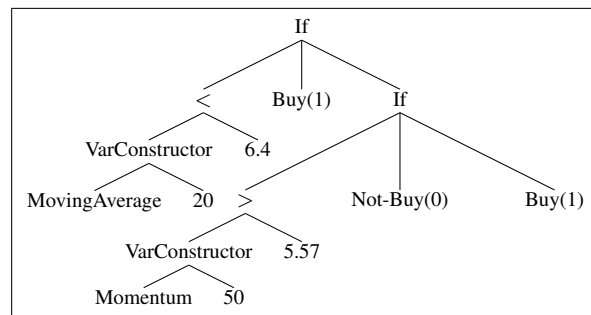 If
< Buy(1) If
VarConstructor 6.4
MovingAverage 20 > Not-Buy(0) Buy(1)
VarConstructor 5.57
Momentum 50